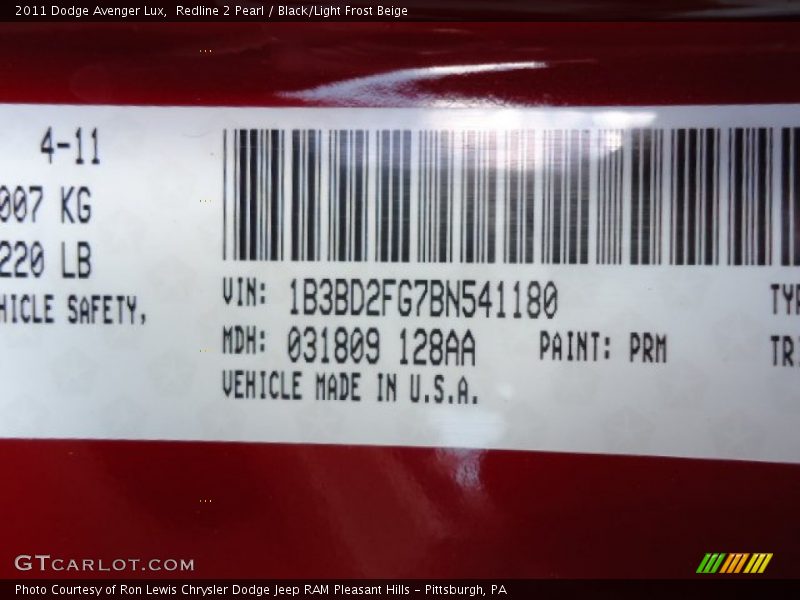 2011 Dodge Avenger Lux,  Redline 2 Pearl / Black/Light Frost Beige
4-11
007 KG
220 LB
HICLE SAFETY,
VIN: 1B3BD2FG7BN541180
MDH: 031809 128AA PAINT: PRM
VEHICLE MADE IN U.S.A.
TYP
TR
GTCARLOT.COM
Photo Courtesy of Ron Lewis Chrysler Dodge Jeep RAM Pleasant Hills - Pittsburgh, PA